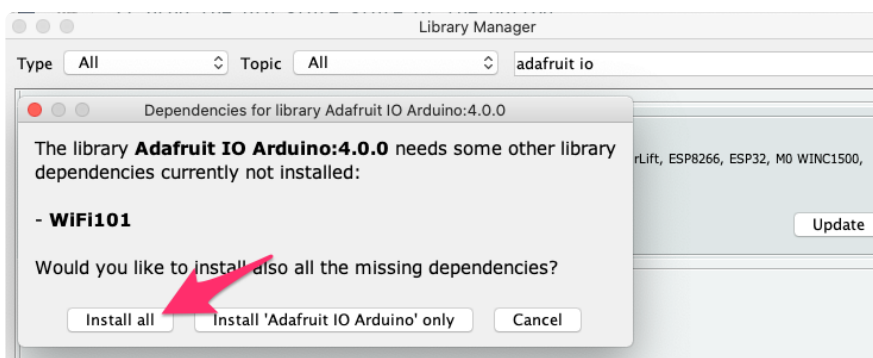 Library Manager
Type All Topic All adafruit io
Dependencies for library Adafruit IO Arduino:4.0.0
The library Adafruit IO Arduino:4.0.0 needs some other library
dependencies currently not installed:
rLift, ESP8266, ESP32, M0 WINC1500,
- WiFi101
Update
Would you like to install also all the missing dependencies?
Install all Install 'Adafruit IO Arduino' only Cancel